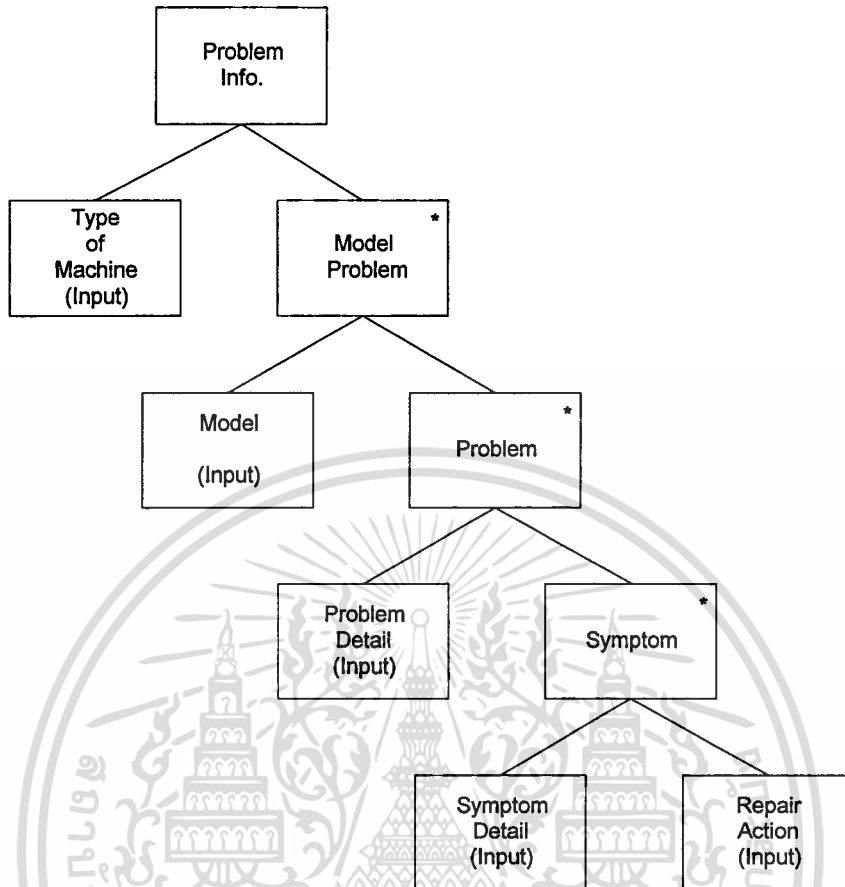 Problem
Info.
Type
of
Machine
(Input)
*
Model
Problem
Model
(Input)
*
Problem
Problem
Detail
(Input)
*
Symptom
Symptom
Detail
(Input)
Repair
Action
(Input)